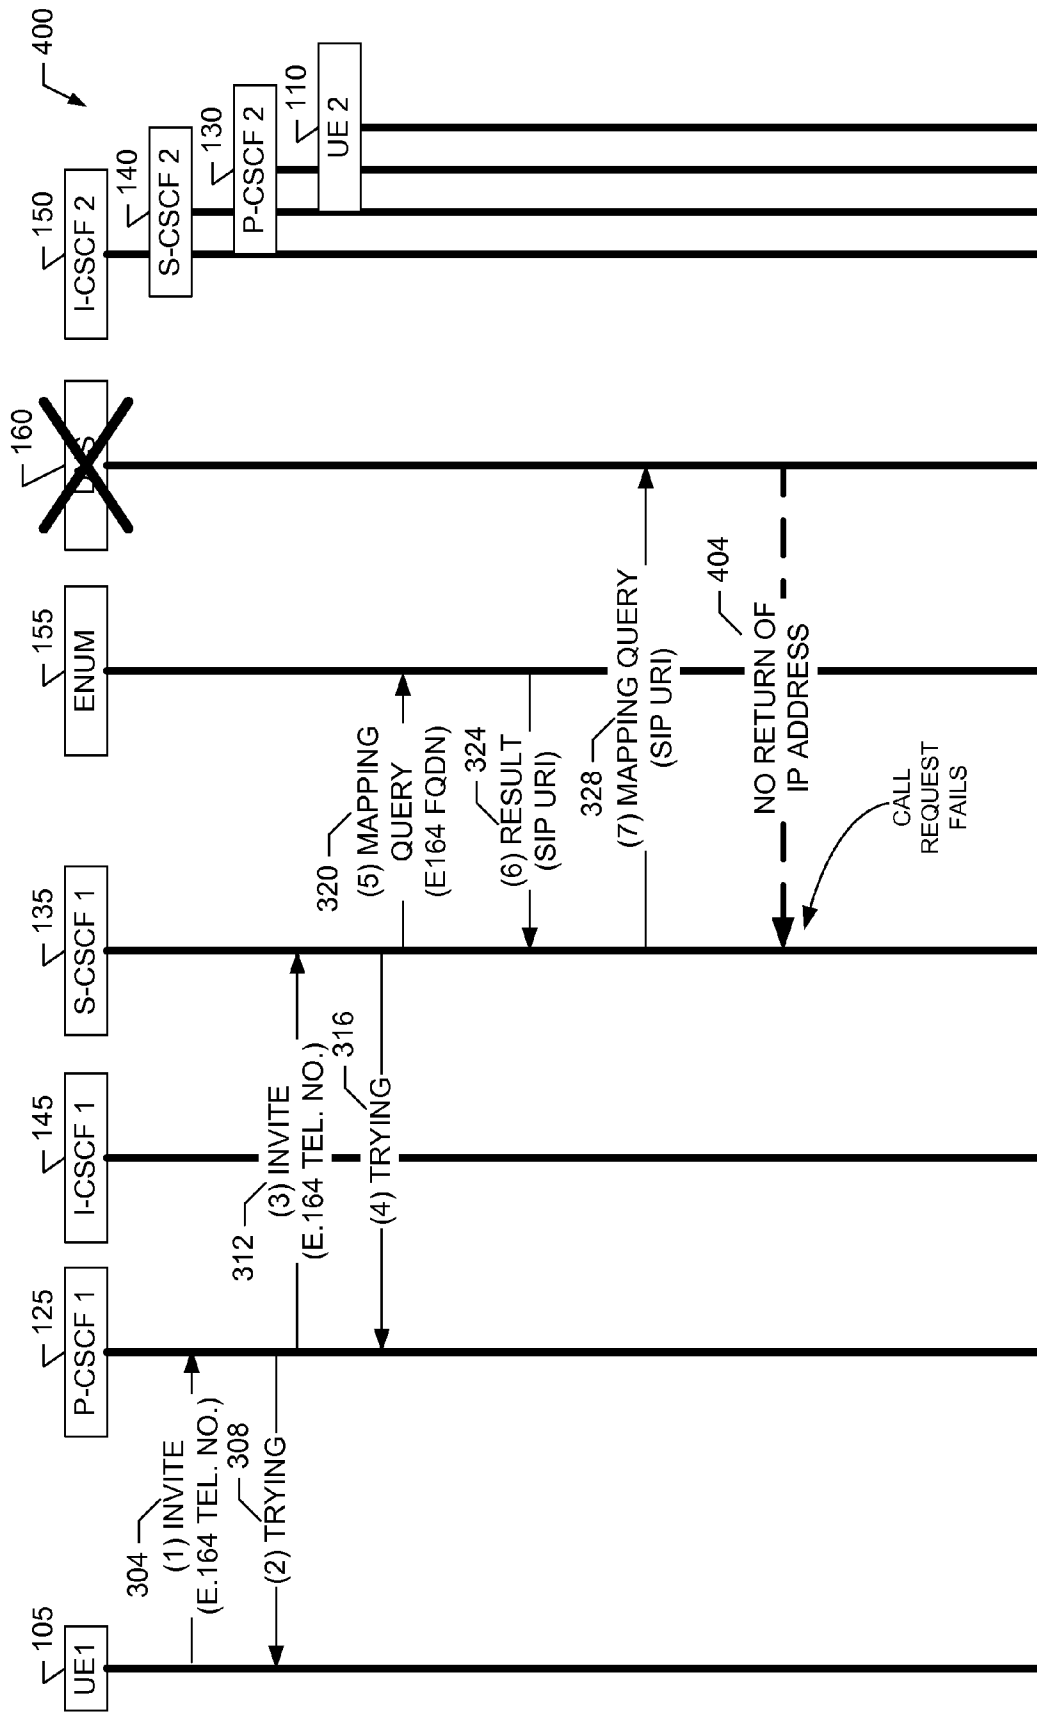 400
105
UE1
125
P-CSCF 1
145
I-CSCF 1
135
S-CSCF 1
155
ENUM
160
150
I-CSCF 2
140
S-CSCF 2
130
P-CSCF 2
110
UE 2
304
(1) INVITE
(E.164 TEL. NO.)
308
(2) TRYING
312
(3) INVITE
(E.164 TEL. NO.)
316
(4) TRYING
320
(5) MAPPING
QUERY
(E164 FQDN)
324
(6) RESULT
(SIP URI)
328
(7) MAPPING QUERY
(SIP URI)
404
NO RETURN OF
IP ADDRESS
CALL
REQUEST
FAILS